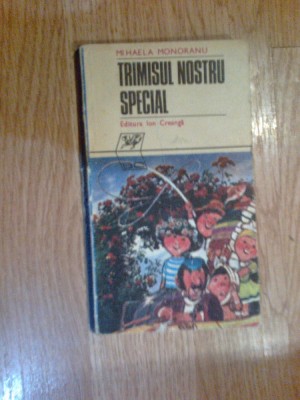 MIHAELA MONORANU
TRIMISUL NOSTRU
SPECIAL
Editura Ion Creangă